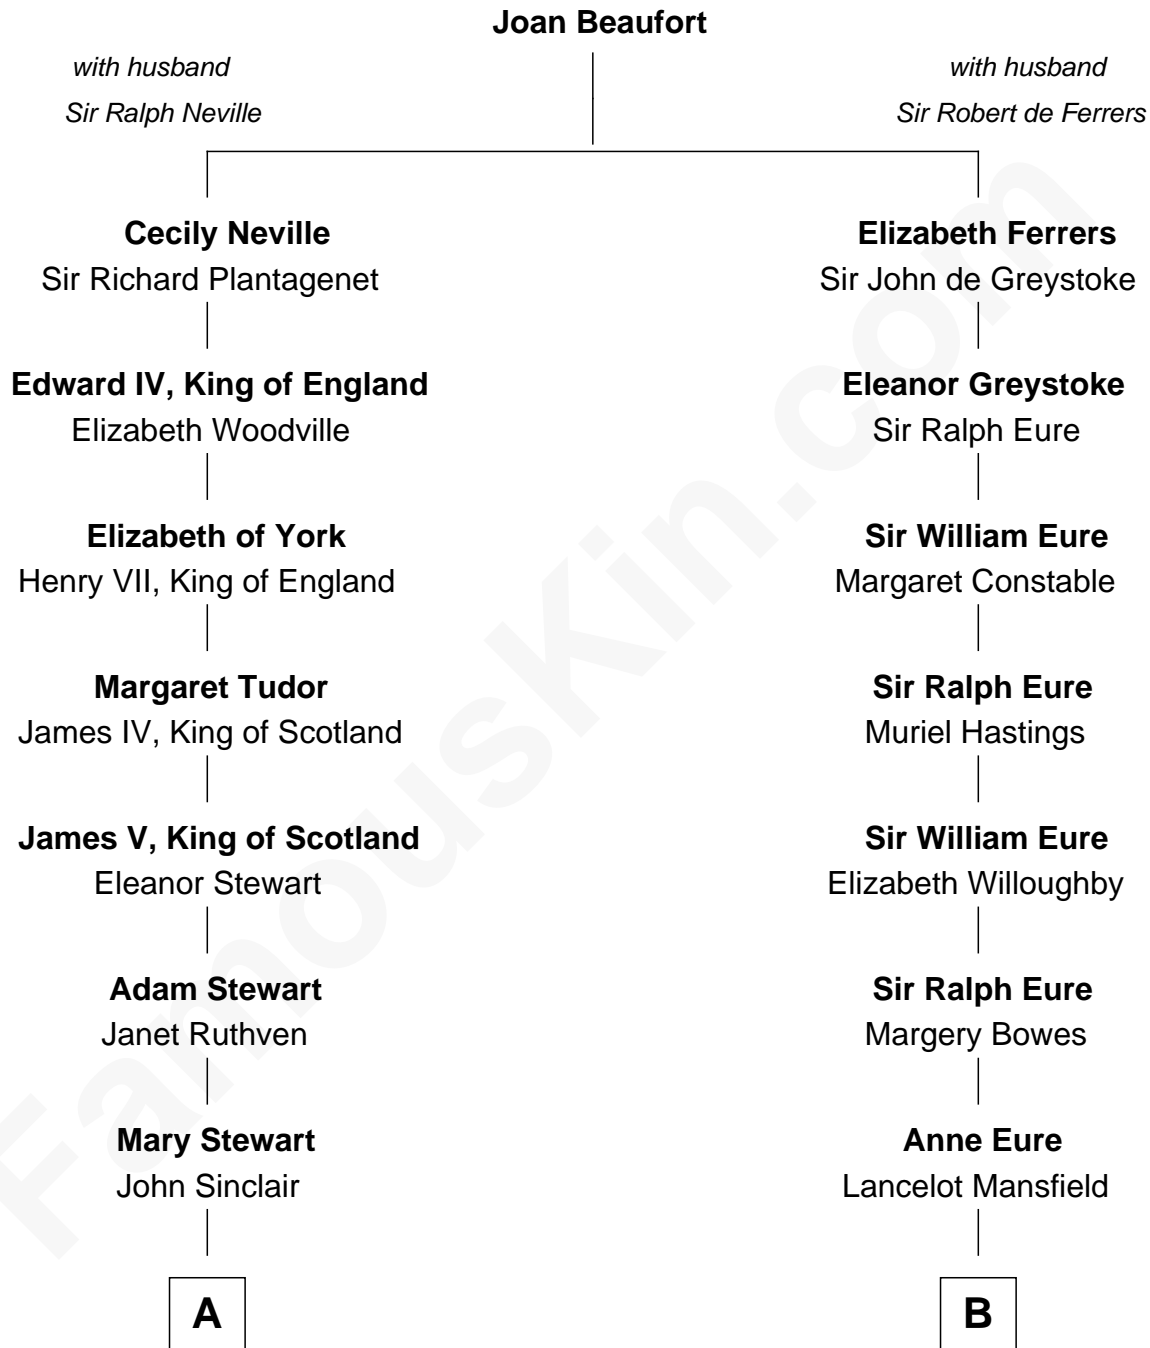 Joan Beaufort
with husband
Sir Ralph Neville
with husband
Sir Robert de Ferrers
Cecily Neville
Sir Richard Plantagenet
Elizabeth Ferrers
Sir John de Greystoke
Edward IV, King of England
Elizabeth Woodville
Eleanor Greystoke
Sir Ralph Eure
Elizabeth of York
Henry VII, King of England
Sir William Eure
Margaret Constable
Margaret Tudor
James IV, King of Scotland
Sir Ralph Eure
Muriel Hastings
James V, King of Scotland
Eleanor Stewart
Sir William Eure
Elizabeth Willoughby
Adam Stewart
Janet Ruthven
Sir Ralph Eure
Margery Bowes
Mary Stewart
John Sinclair
Anne Eure
Lancelot Mansfield
A
B
FamousKin.com